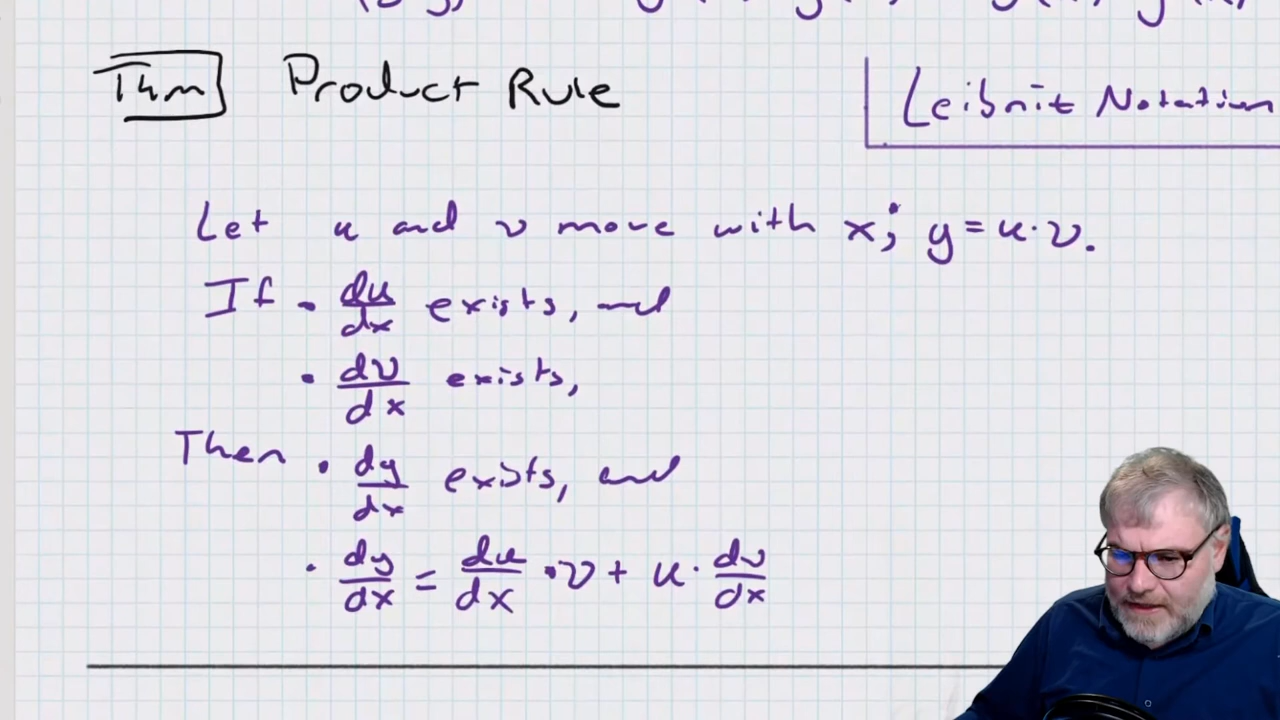 Thm Product Rule
Leibniz Notation
Let u and v move with x; y = u·v.
If • du/dx exists, and
• dv/dx exists,
Then • dy/dx exists, and
• dy/dx = du/dx · v + u · dv/dx